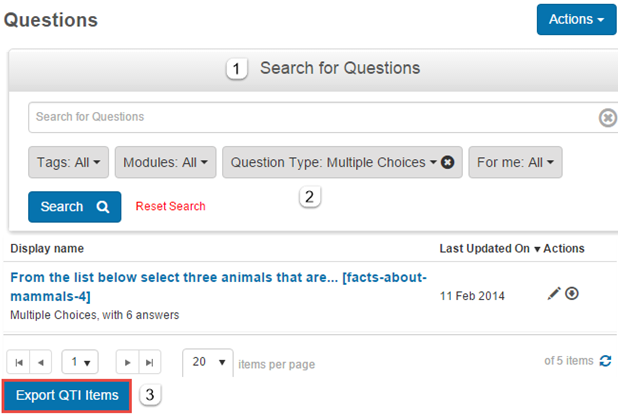 Questions
Actions
1 Search for Questions
Search for Questions
Tags: All Modules: All Question Type: Multiple Choices For me: All
2
Search Reset Search
Display name Last Updated On Actions
From the list below select three animals that are... [facts-about-
mammals-4]
11 Feb 2014
Multiple Choices, with 6 answers
1 20 items per page of 5 items
Export QTI Items 3